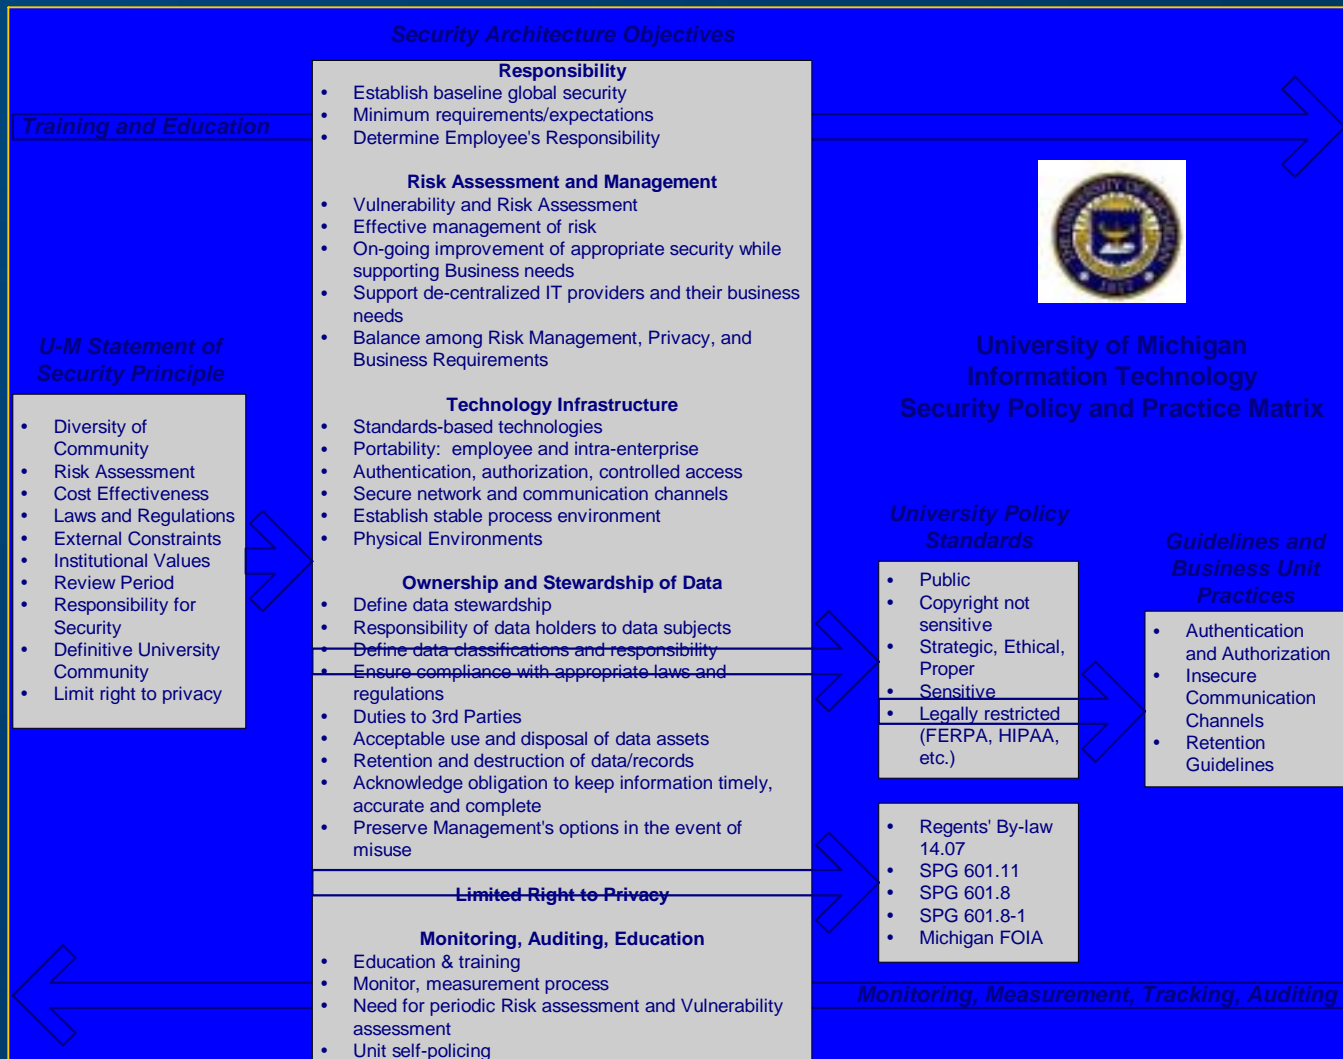 Security Architecture Objectives
Training and Education
Responsibility
• Establish baseline global security
• Minimum requirements/expectations
• Determine Employee's Responsibility
Risk Assessment and Management
• Vulnerability and Risk Assessment
• Effective management of risk
• On-going improvement of appropriate security while
supporting Business needs
• Support de-centralized IT providers and their business
needs
• Balance among Risk Management, Privacy, and
Business Requirements
Technology Infrastructure
• Standards-based technologies
• Portability: employee and intra-enterprise
• Authentication, authorization, controlled access
• Secure network and communication channels
• Establish stable process environment
• Physical Environments
Ownership and Stewardship of Data
• Define data stewardship
• Responsibility of data holders to data subjects
• Define data classifications and responsibility
• Ensure compliance with appropriate laws and
regulations
• Duties to 3rd Parties
• Acceptable use and disposal of data assets
• Retention and destruction of data/records
• Acknowledge obligation to keep information timely,
accurate and complete
• Preserve Management's options in the event of
misuse
Limited Right to Privacy
Monitoring, Auditing, Education
• Education & training
• Monitor, measurement process
• Need for periodic Risk assessment and Vulnerability
assessment
• Unit self-policing
U-M Statement of
Security Principle
• Diversity of
Community
• Risk Assessment
• Cost Effectiveness
• Laws and Regulations
• External Constraints
• Institutional Values
• Review Period
• Responsibility for
Security
• Definitive University
Community
• Limit right to privacy
THE UNIVERSITY OF MICHIGAN
1817
University of Michigan
Information Technology
Security Policy and Practice Matrix
University Policy
Standards
• Public
• Copyright not
sensitive
• Strategic, Ethical,
Proper
• Sensitive
• Legally restricted
(FERPA, HIPAA,
etc.)
• Regents' By-law
14.07
• SPG 601.11
• SPG 601.8
• SPG 601.8-1
• Michigan FOIA
Guidelines and
Business Unit
Practices
• Authentication
and Authorization
• Insecure
Communication
Channels
• Retention
Guidelines
Monitoring, Measurement, Tracking, Auditing